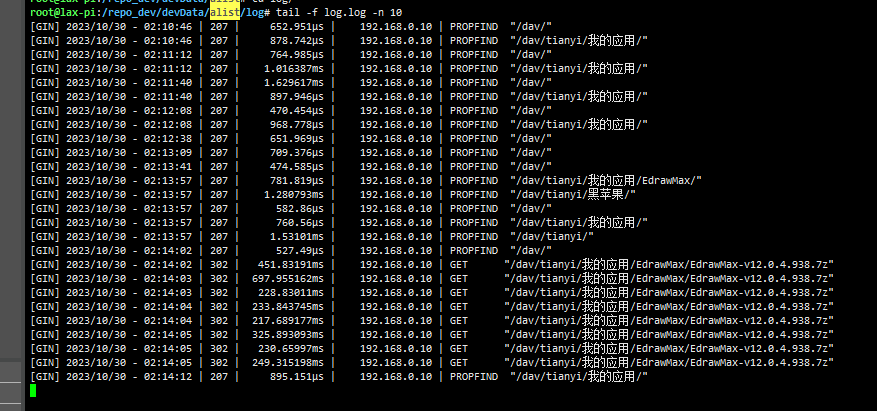 root@lax-pi:/repo_dev/devData/alist/log# tail -f log.log -n 10
[GIN] 2023/10/30 - 02:10:46 | 207 | 652.951µs | 192.168.0.10 | PROPFIND "/dav/"
[GIN] 2023/10/30 - 02:10:46 | 207 | 878.742µs | 192.168.0.10 | PROPFIND "/dav/tianyi/我的应用/"
[GIN] 2023/10/30 - 02:11:12 | 207 | 764.985µs | 192.168.0.10 | PROPFIND "/dav/"
[GIN] 2023/10/30 - 02:11:12 | 207 | 1.016387ms | 192.168.0.10 | PROPFIND "/dav/tianyi/我的应用/"
[GIN] 2023/10/30 - 02:11:40 | 207 | 1.629617ms | 192.168.0.10 | PROPFIND "/dav/"
[GIN] 2023/10/30 - 02:11:40 | 207 | 897.946µs | 192.168.0.10 | PROPFIND "/dav/tianyi/我的应用/"
[GIN] 2023/10/30 - 02:12:08 | 207 | 470.454µs | 192.168.0.10 | PROPFIND "/dav/"
[GIN] 2023/10/30 - 02:12:08 | 207 | 968.778µs | 192.168.0.10 | PROPFIND "/dav/tianyi/我的应用/"
[GIN] 2023/10/30 - 02:12:38 | 207 | 651.969µs | 192.168.0.10 | PROPFIND "/dav/"
[GIN] 2023/10/30 - 02:13:09 | 207 | 709.376µs | 192.168.0.10 | PROPFIND "/dav/"
[GIN] 2023/10/30 - 02:13:41 | 207 | 474.585µs | 192.168.0.10 | PROPFIND "/dav/"
[GIN] 2023/10/30 - 02:13:57 | 207 | 781.819µs | 192.168.0.10 | PROPFIND "/dav/tianyi/我的应用/EdrawMax/"
[GIN] 2023/10/30 - 02:13:57 | 207 | 1.280793ms | 192.168.0.10 | PROPFIND "/dav/tianyi/黑苹果/"
[GIN] 2023/10/30 - 02:13:57 | 207 | 582.86µs | 192.168.0.10 | PROPFIND "/dav/"
[GIN] 2023/10/30 - 02:13:57 | 207 | 760.56µs | 192.168.0.10 | PROPFIND "/dav/tianyi/我的应用/"
[GIN] 2023/10/30 - 02:13:57 | 207 | 1.53101ms | 192.168.0.10 | PROPFIND "/dav/tianyi/"
[GIN] 2023/10/30 - 02:14:02 | 207 | 527.49µs | 192.168.0.10 | PROPFIND "/dav/"
[GIN] 2023/10/30 - 02:14:02 | 302 | 451.83191ms | 192.168.0.10 | GET "/dav/tianyi/我的应用/EdrawMax/EdrawMax-v12.0.4.938.7z"
[GIN] 2023/10/30 - 02:14:03 | 302 | 697.955162ms | 192.168.0.10 | GET "/dav/tianyi/我的应用/EdrawMax/EdrawMax-v12.0.4.938.7z"
[GIN] 2023/10/30 - 02:14:03 | 302 | 228.83011ms | 192.168.0.10 | GET "/dav/tianyi/我的应用/EdrawMax/EdrawMax-v12.0.4.938.7z"
[GIN] 2023/10/30 - 02:14:04 | 302 | 233.843745ms | 192.168.0.10 | GET "/dav/tianyi/我的应用/EdrawMax/EdrawMax-v12.0.4.938.7z"
[GIN] 2023/10/30 - 02:14:04 | 302 | 217.689177ms | 192.168.0.10 | GET "/dav/tianyi/我的应用/EdrawMax/EdrawMax-v12.0.4.938.7z"
[GIN] 2023/10/30 - 02:14:05 | 302 | 325.893093ms | 192.168.0.10 | GET "/dav/tianyi/我的应用/EdrawMax/EdrawMax-v12.0.4.938.7z"
[GIN] 2023/10/30 - 02:14:05 | 302 | 230.65997ms | 192.168.0.10 | GET "/dav/tianyi/我的应用/EdrawMax/EdrawMax-v12.0.4.938.7z"
[GIN] 2023/10/30 - 02:14:05 | 302 | 249.315198ms | 192.168.0.10 | GET "/dav/tianyi/我的应用/EdrawMax/EdrawMax-v12.0.4.938.7z"
[GIN] 2023/10/30 - 02:14:12 | 207 | 895.151µs | 192.168.0.10 | PROPFIND "/dav/tianyi/我的应用/"